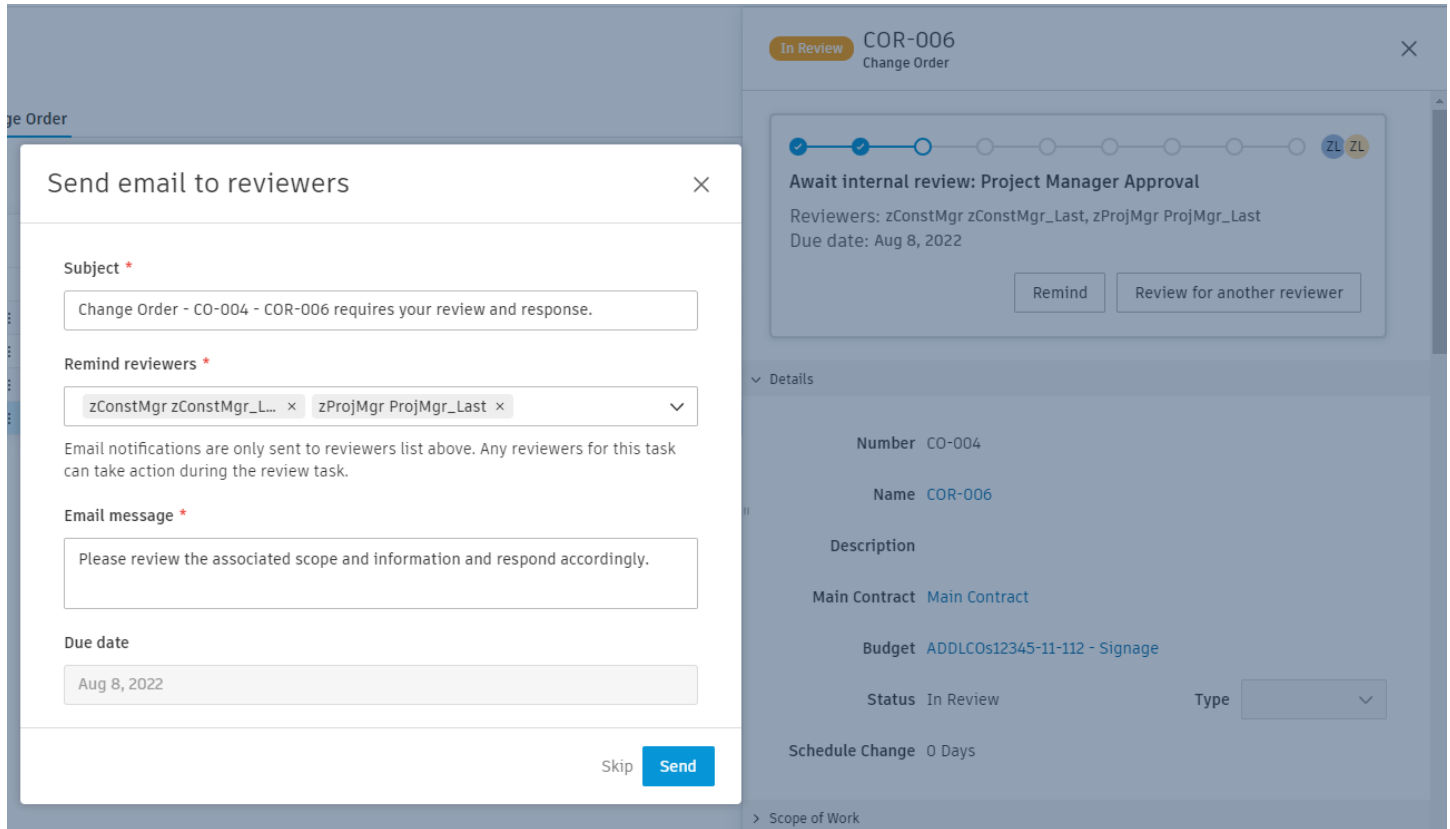 ge Order
Send email to reviewers
Subject *
Change Order - CO-004 - COR-006 requires your review and response.
Remind reviewers *
zConstMgr zConstMgr_L... × zProjMgr ProjMgr_Last ×
Email notifications are only sent to reviewers list above. Any reviewers for this task
can take action during the review task.
Email message *
Please review the associated scope and information and respond accordingly.
Due date
Aug 8, 2022
Skip Send
In Review COR-006
Change Order
ZL ZL
Await internal review: Project Manager Approval
Reviewers: zConstMgr zConstMgr_Last, zProjMgr ProjMgr_Last
Due date: Aug 8, 2022
Remind Review for another reviewer
Details
Number CO-004
Name COR-006
Description
Main Contract Main Contract
Budget ADDLCOs12345-11-112 - Signage
Status In Review Type
Schedule Change 0 Days
Scope of Work